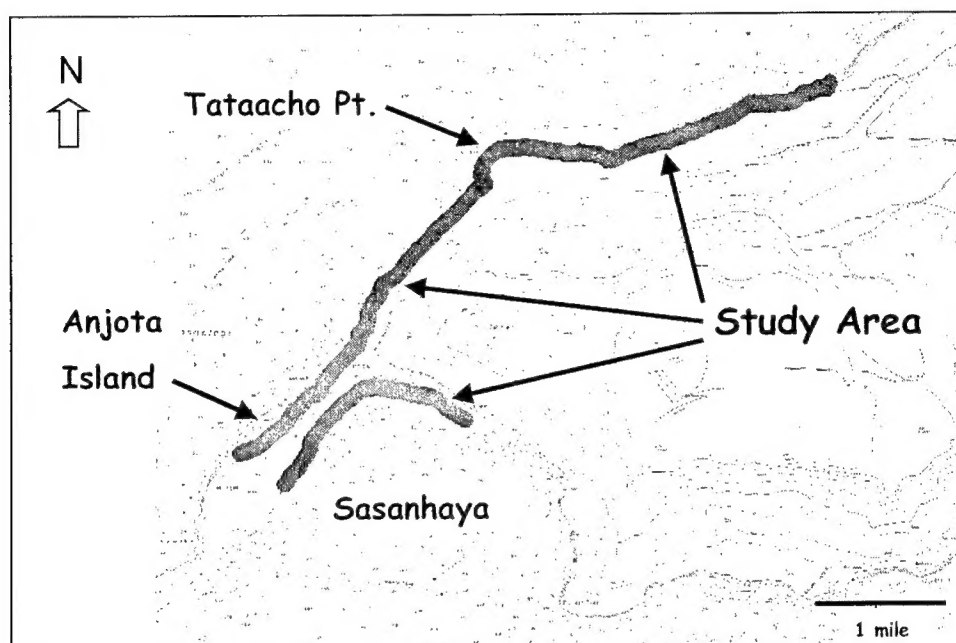 N
Tataacho Pt.
Anjota
Island
Study Area
Sasanhaya
1 mile